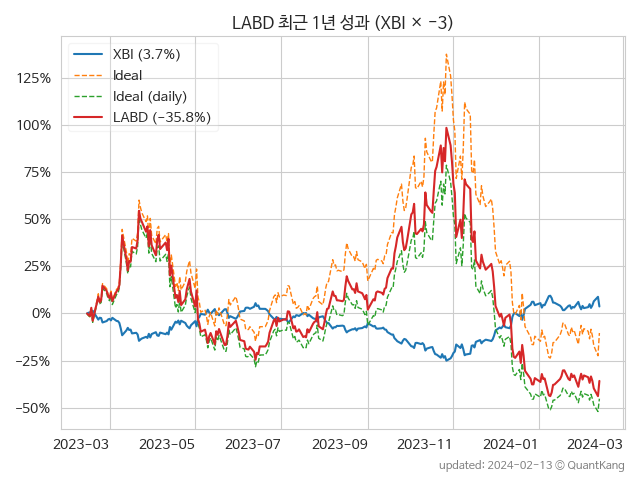 LABD 최근 1년 성과 (XBI × −3)
XBI (3.7%)
Ideal
Ideal (daily)
LABD (−35.8%)
125%
100%
75%
50%
25%
0%
−25%
−50%
2023-03 2023-05 2023-07 2023-09 2023-11 2024-01 2024-03
updated: 2024-02-13 © QuantKang